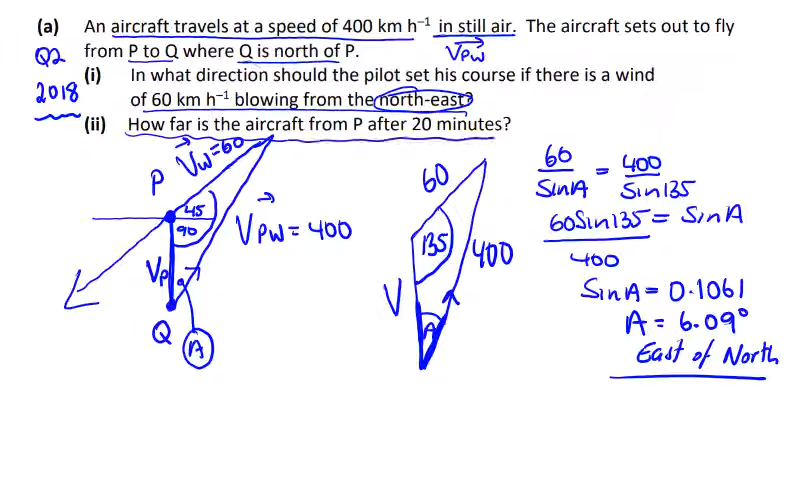 (a) An aircraft travels at a speed of 400 km h⁻¹ in still air. The aircraft sets out to fly
from P to Q where Q is north of P.
V⃗PW
Q2
2018
(i) In what direction should the pilot set his course if there is a wind
of 60 km h⁻¹ blowing from the north-east?
(ii) How far is the aircraft from P after 20 minutes?
V⃗W=60
P
45
90
V⃗PW = 400
VP
Q
A
60
135
400
V
A
60/SinA = 400/Sin135
60Sin135/400 = SinA
SinA = 0.1061
A = 6.09°
East of North